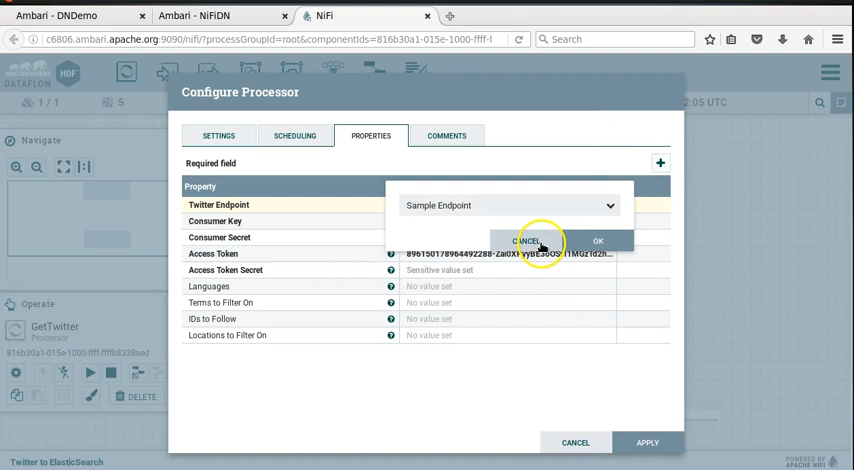 Ambari - DNDemo
Ambari - NiFiDN
NiFi
c6806.ambari.apache.org:9090/nifi/?processGroupId=root&componentIds=816b30a1-015e-1000-ffff-f
Search
HORTONWORKS
DATAFLOW
HDF
1 / 1
5
2:05 UTC
Configure Processor
SETTINGS
SCHEDULING
PROPERTIES
COMMENTS
Navigate
Required field
Property
Twitter Endpoint
Sample Endpoint
Consumer Key
Consumer Secret
CANCEL
OK
Access Token
Access Token Secret
Sensitive value set
Languages
No value set
Terms to Filter On
No value set
IDs to Follow
No value set
Locations to Filter On
No value set
Operate
GetTwitter
Processor
816b30a1-015e-1000-ffff-ffffb8338aed
DELETE
CANCEL
APPLY
Twitter to ElasticSearch
POWERED BY
APACHE NIFI